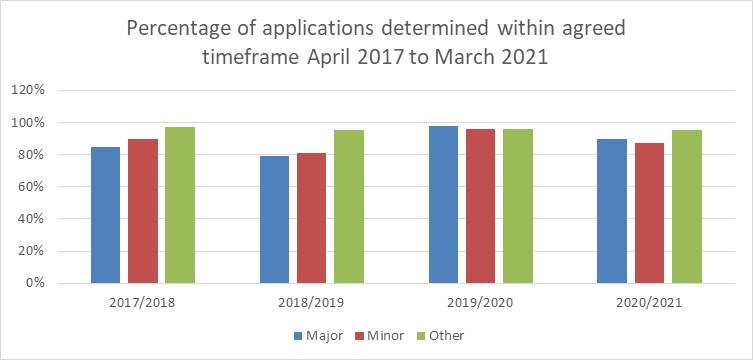 Percentage of applications determined within agreed
timeframe April 2017 to March 2021
120%
100%
80%
60%
40%
20%
0%
2017/2018 2018/2019 2019/2020 2020/2021
Major Minor Other